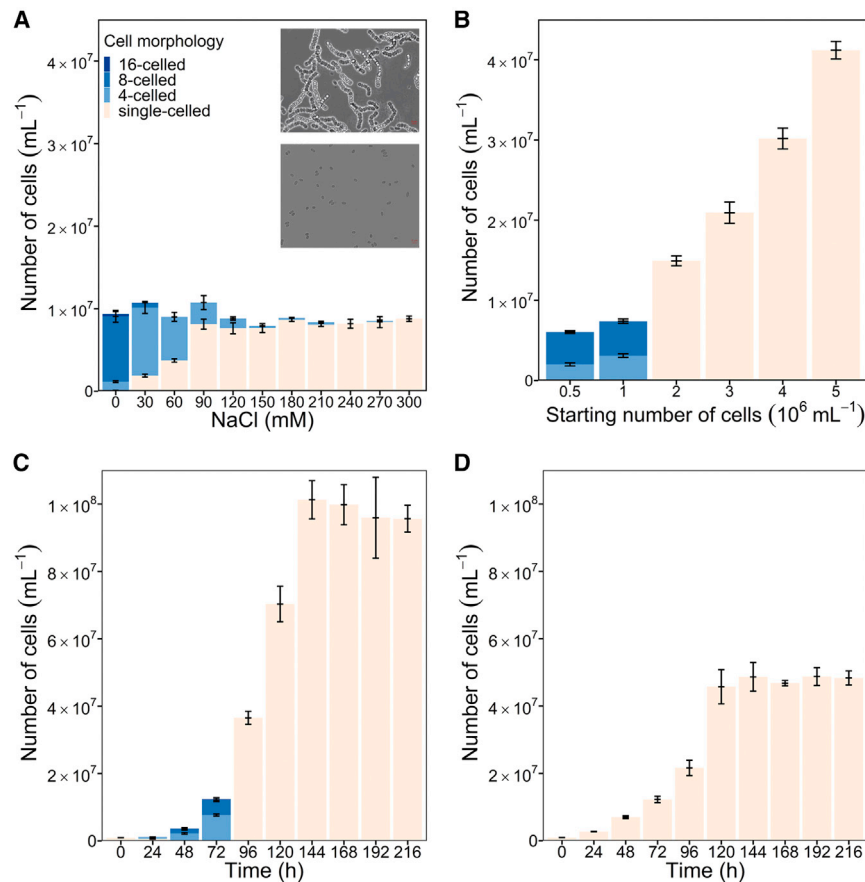 A
Cell morphology
16-celled
8-celled
4-celled
single-celled
Number of cells (mL⁻¹)
4 × 10⁷
3 × 10⁷
2 × 10⁷
1 × 10⁷
0
0 30 60 90 120 150 180 210 240 270 300
NaCl (mM)
B
Number of cells (mL⁻¹)
4 × 10⁷
3 × 10⁷
2 × 10⁷
1 × 10⁷
0
0.5 1 2 3 4 5
Starting number of cells (10⁶ mL⁻¹)
C
Number of cells (mL⁻¹)
1 × 10⁸
8 × 10⁷
6 × 10⁷
4 × 10⁷
2 × 10⁷
0
0 24 48 72 96 120 144 168 192 216
Time (h)
D
Number of cells (mL⁻¹)
1 × 10⁸
8 × 10⁷
6 × 10⁷
4 × 10⁷
2 × 10⁷
0
0 24 48 72 96 120 144 168 192 216
Time (h)